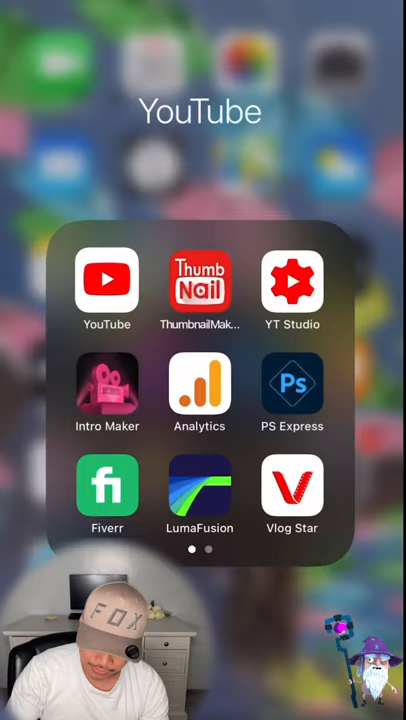 YouTube
Thumb
Nail
YouTube
ThumbnailMak...
YT Studio
Ps
Intro Maker
Analytics
PS Express
fi
Fiverr
LumaFusion
Vlog Star
FOX